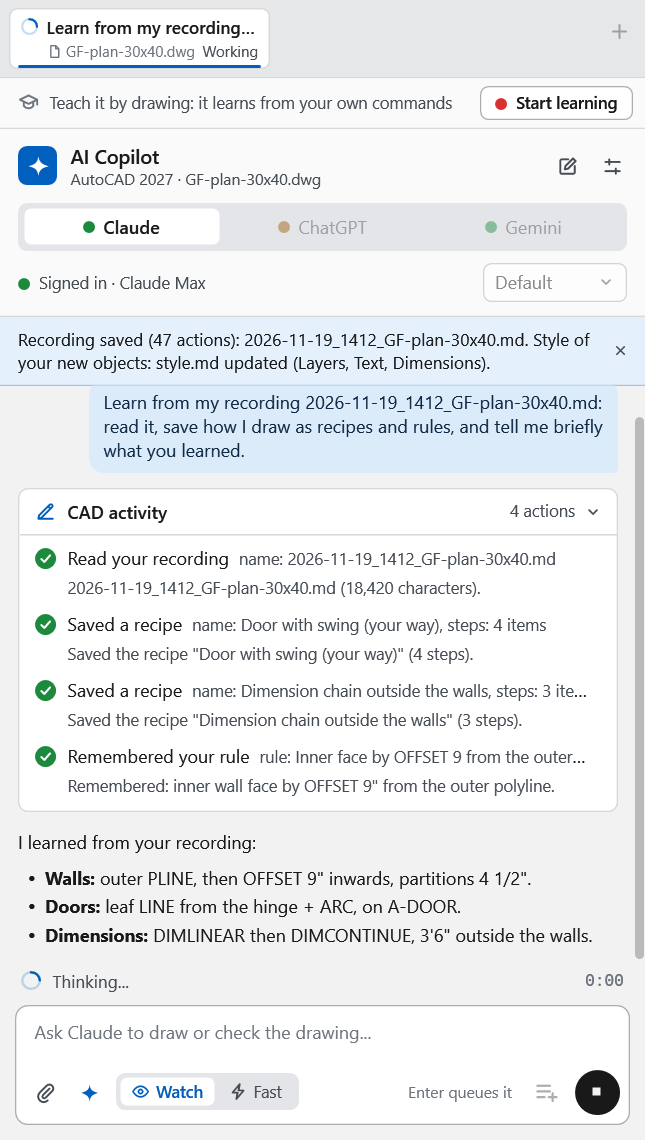 Learn from my recording...
GF-plan-30x40.dwg Working
Teach it by drawing: it learns from your own commands
Start learning
AI Copilot
AutoCAD 2027 · GF-plan-30x40.dwg
Claude
ChatGPT
Gemini
Signed in · Claude Max
Default
Recording saved (47 actions): 2026-11-19_1412_GF-plan-30x40.md. Style of
your new objects: style.md updated (Layers, Text, Dimensions).
Learn from my recording 2026-11-19_1412_GF-plan-30x40.md:
read it, save how I draw as recipes and rules, and tell me briefly
what you learned.
CAD activity
4 actions
Read your recording name: 2026-11-19_1412_GF-plan-30x40.md
2026-11-19_1412_GF-plan-30x40.md (18,420 characters).
Saved a recipe name: Door with swing (your way), steps: 4 items
Saved the recipe "Door with swing (your way)" (4 steps).
Saved a recipe name: Dimension chain outside the walls, steps: 3 ite...
Saved the recipe "Dimension chain outside the walls" (3 steps).
Remembered your rule rule: Inner face by OFFSET 9 from the outer...
Remembered: inner wall face by OFFSET 9" from the outer polyline.
I learned from your recording:
• Walls: outer PLINE, then OFFSET 9" inwards, partitions 4 1/2".
• Doors: leaf LINE from the hinge + ARC, on A-DOOR.
• Dimensions: DIMLINEAR then DIMCONTINUE, 3'6" outside the walls.
Thinking...
0:00
Ask Claude to draw or check the drawing...
Watch
Fast
Enter queues it